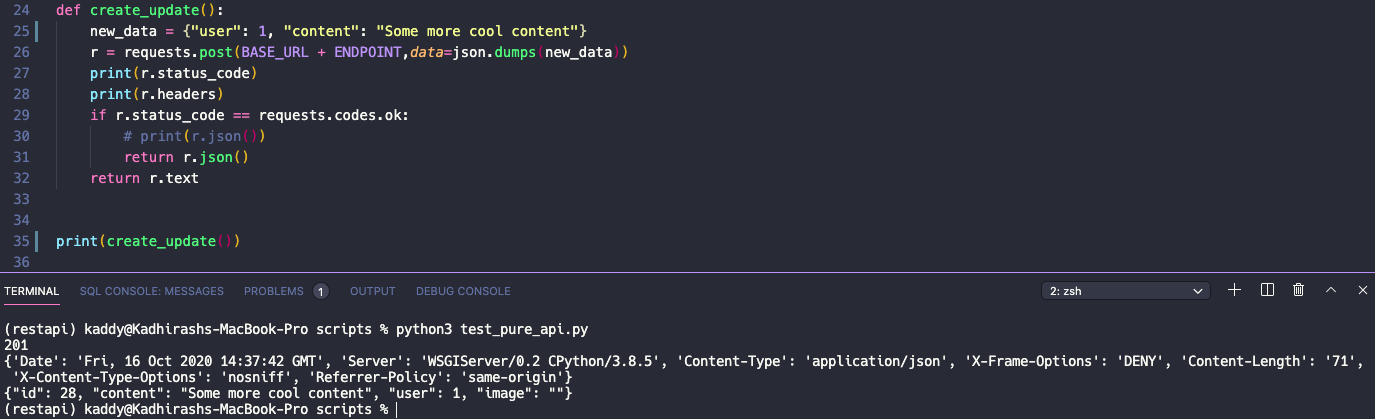 24 def create_update():
25     new_data = {"user": 1, "content": "Some more cool content"}
26     r = requests.post(BASE_URL + ENDPOINT,data=json.dumps(new_data))
27     print(r.status_code)
28     print(r.headers)
29     if r.status_code == requests.codes.ok:
30         # print(r.json())
31         return r.json()
32     return r.text
33
34
35 print(create_update())
36
TERMINAL SQL CONSOLE: MESSAGES PROBLEMS 1 OUTPUT DEBUG CONSOLE 2: zsh
(restapi) kaddy@Kadhirashs-MacBook-Pro scripts % python3 test_pure_api.py
201
{'Date': 'Fri, 16 Oct 2020 14:37:42 GMT', 'Server': 'WSGIServer/0.2 CPython/3.8.5', 'Content-Type': 'application/json', 'X-Frame-Options': 'DENY', 'Content-Length': '71',
'X-Content-Type-Options': 'nosniff', 'Referrer-Policy': 'same-origin'}
{"id": 28, "content": "Some more cool content", "user": 1, "image": ""}
(restapi) kaddy@Kadhirashs-MacBook-Pro scripts %